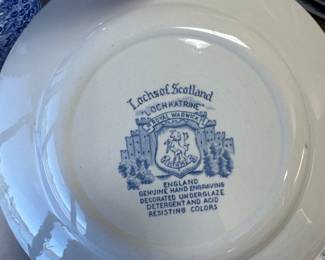 Lochs of Scotland
"LOCH KATRINE"
ROYAL WARWICK
ENGLAND
GENUINE HAND ENGRAVING
DECORATED UNDERGLAZE
DETERGENT AND ACID
RESISTING COLORS